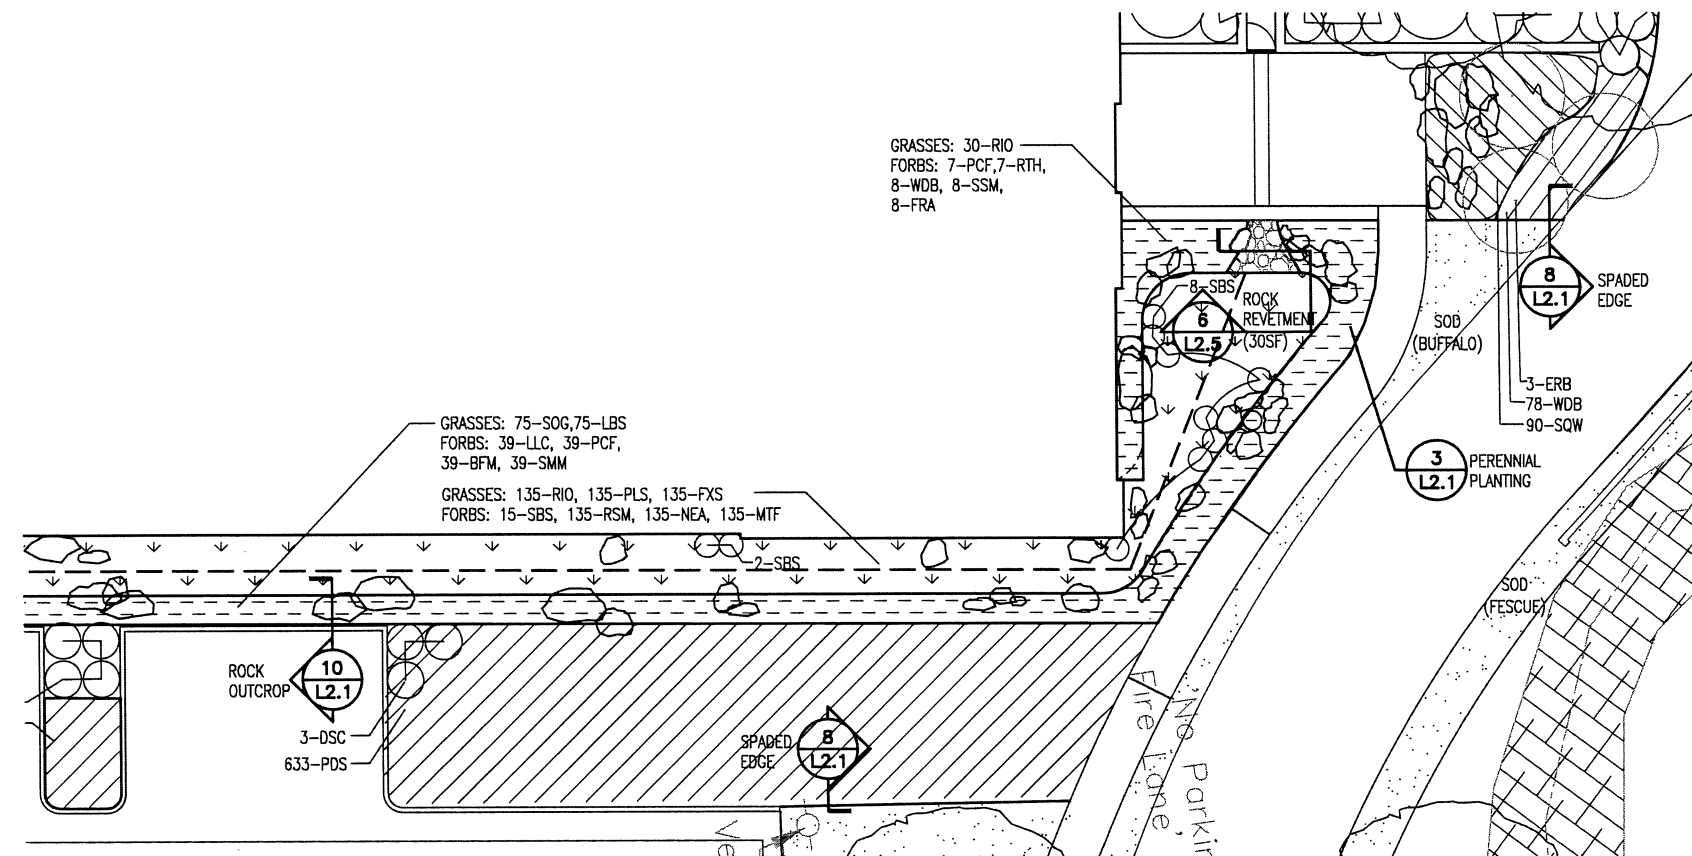 GRASSES: 30-RIO
FORBS: 7-PCF,7-RTH,
8-WDB, 8-SSM,
8-FRA
8
L2.1
SPADED
EDGE
8-SBS
6
L2.5
ROCK
REVETMENT
(30SF)
SOD
(BUFFALO)
3-ERB
78-WDB
90-SQW
3
L2.1
PERENNIAL
PLANTING
GRASSES: 75-SOG,75-LBS
FORBS: 39-LLC, 39-PCF,
39-BFM, 39-SMM
GRASSES: 135-RIO, 135-PLS, 135-FXS
FORBS: 15-SBS, 135-RSM, 135-NEA, 135-MTF
2-SBS
SOD
(FESCUE)
ROCK
OUTCROP
10
L2.1
3-DSC
633-PDS
SPADED
EDGE
8
L2.1
Fire Lane,